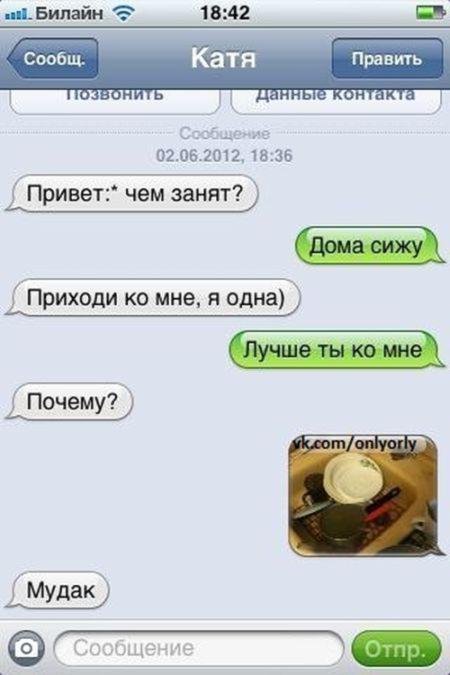 Билайн 18:42
Сообщ. Катя Править
Позвонить Данные контакта
Сообщение
02.06.2012, 18:36
Привет:* чем занят?
Дома сижу
Приходи ко мне, я одна)
Лучше ты ко мне
Почему?
vk.com/onlyorly
Мудак
Сообщение Отпр.